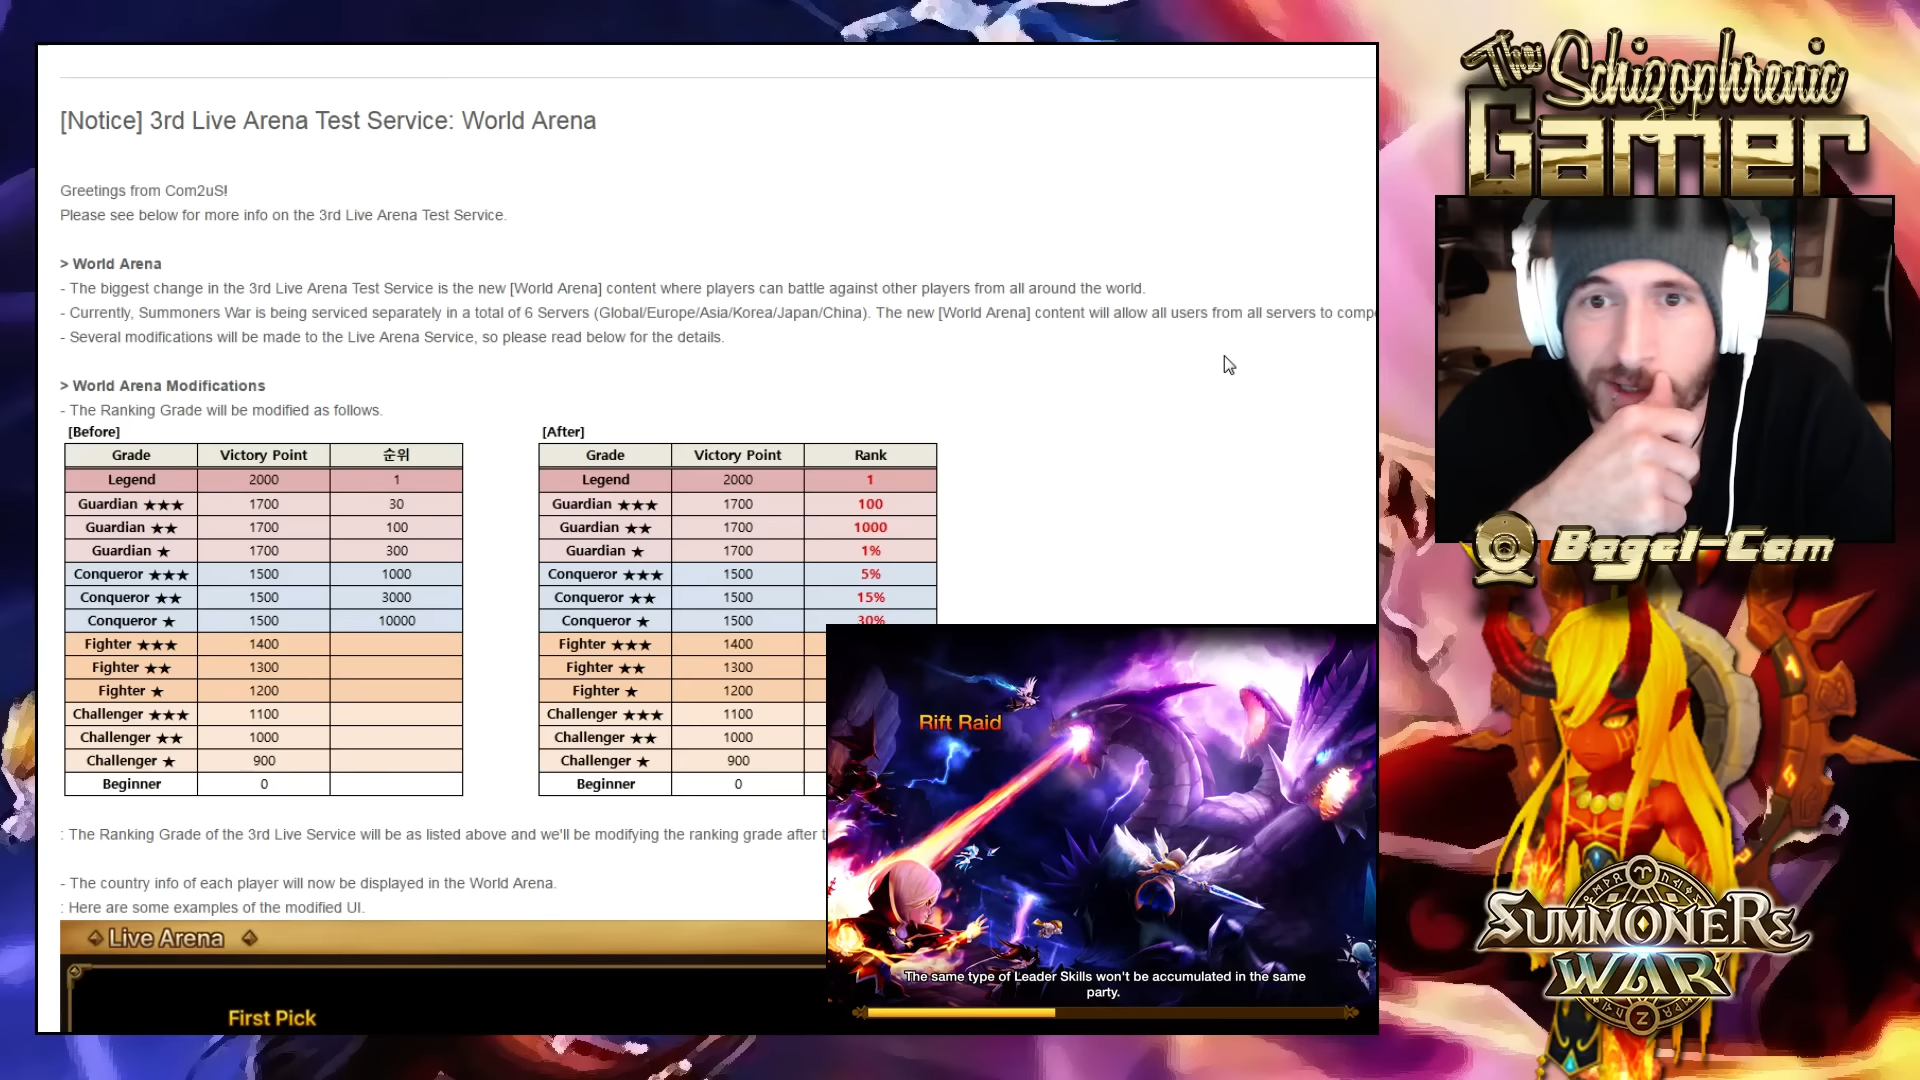 [Notice] 3rd Live Arena Test Service: World Arena
Greetings from Com2uS!
Please see below for more info on the 3rd Live Arena Test Service.
> World Arena
- The biggest change in the 3rd Live Arena Test Service is the new [World Arena] content where players can battle against other players from all around the world.
- Currently, Summoners War is being serviced separately in a total of 6 Servers (Global/Europe/Asia/Korea/Japan/China). The new [World Arena] content will allow all users from all servers to comp
- Several modifications will be made to the Live Arena Service, so please read below for the details.
> World Arena Modifications
- The Ranking Grade will be modified as follows.
[Before]
Grade Victory Point 순위
Legend 2000 1
Guardian ★★★ 1700 30
Guardian ★★ 1700 100
Guardian ★ 1700 300
Conqueror ★★★ 1500 1000
Conqueror ★★ 1500 3000
Conqueror ★ 1500 10000
Fighter ★★★ 1400
Fighter ★★ 1300
Fighter ★ 1200
Challenger ★★★ 1100
Challenger ★★ 1000
Challenger ★ 900
Beginner 0
[After]
Grade Victory Point Rank
Legend 2000 1
Guardian ★★★ 1700 100
Guardian ★★ 1700 1000
Guardian ★ 1700 1%
Conqueror ★★★ 1500 5%
Conqueror ★★ 1500 15%
Conqueror ★ 1500 30%
Fighter ★★★ 1400
Fighter ★★ 1300
Fighter ★ 1200
Challenger ★★★ 1100
Challenger ★★ 1000
Challenger ★ 900
Beginner 0
: The Ranking Grade of the 3rd Live Service will be as listed above and we'll be modifying the ranking grade after t
- The country info of each player will now be displayed in the World Arena.
: Here are some examples of the modified UI.
Live Arena
First Pick
Rift Raid
The same type of Leader Skills won't be accumulated in the same
party.
The Schizophrenic
Gamer
Bagel-Cam
SUMMONERS
WAR